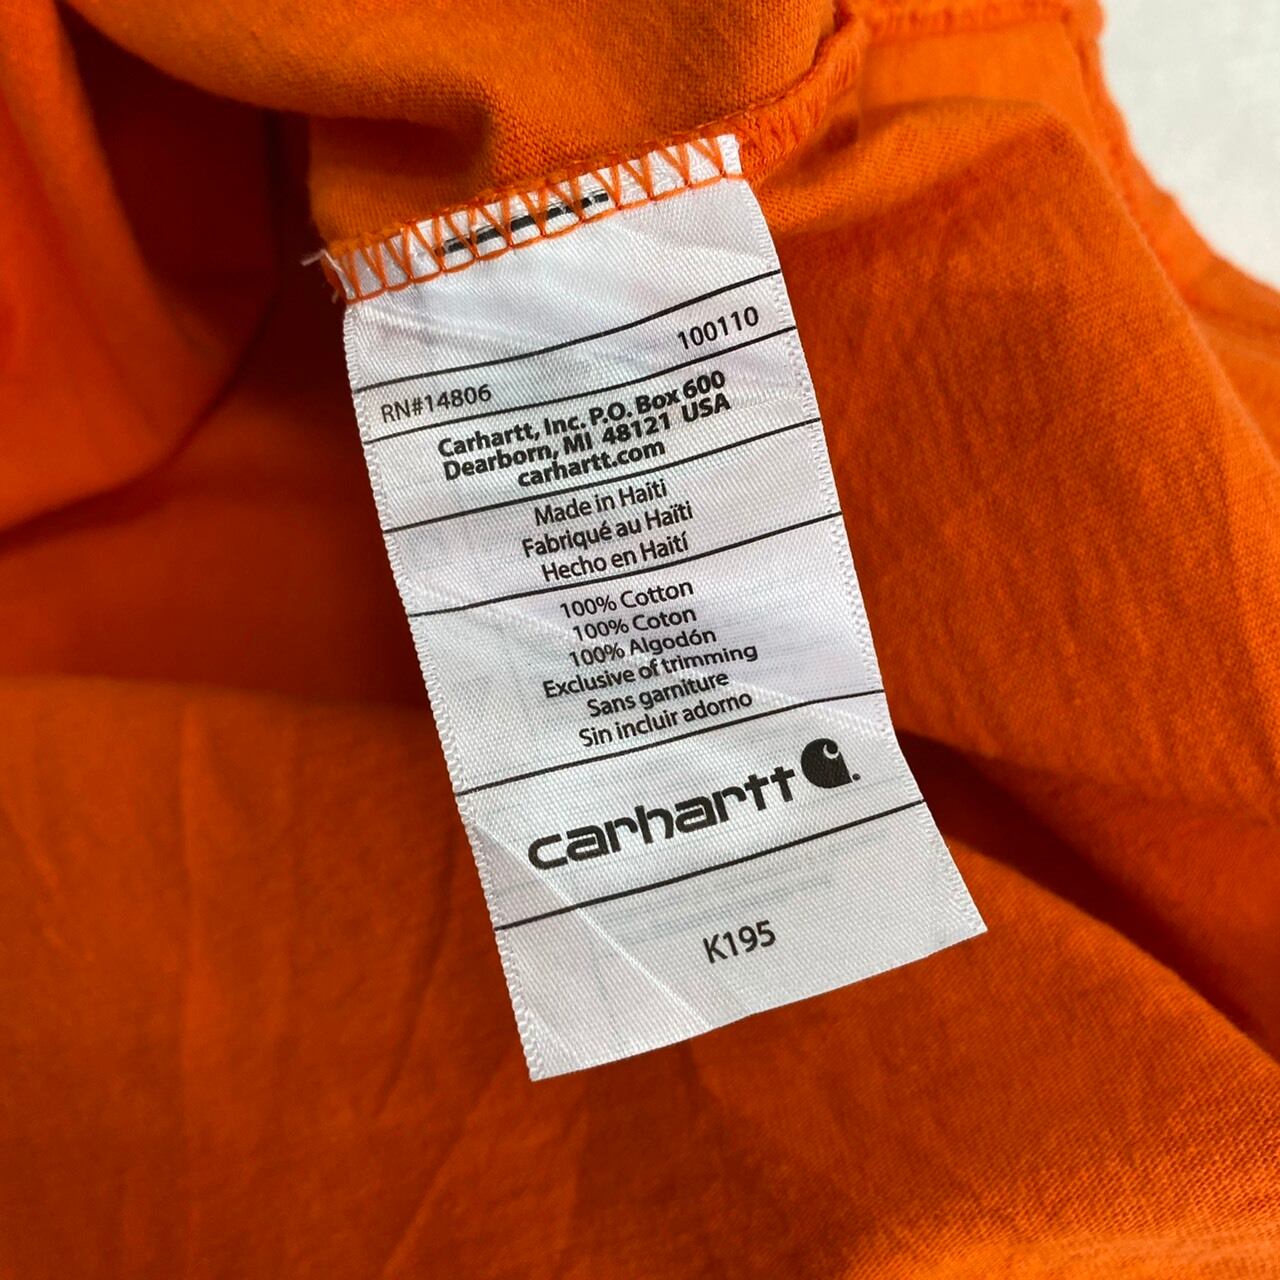 100110
RN#14806
Carhartt, Inc. P.O. Box 600
Dearborn, MI 48121 USA
carhartt.com
Made in Haiti
Fabriqué au Haïti
Hecho en Haití
100% Cotton
100% Coton
100% Algodón
Exclusive of trimming
Sans garniture
Sin incluir adorno
carhartt
K195